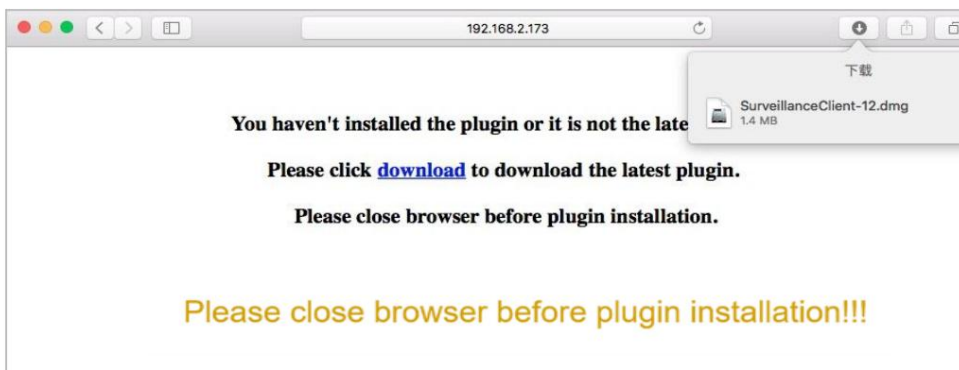 192.168.2.173
下载
SurveillanceClient-12.dmg
1.4 MB
You haven't installed the plugin or it is not the
Please click download to download the latest plugin.
Please close browser before plugin installation.
Please close browser before plugin installation!!!